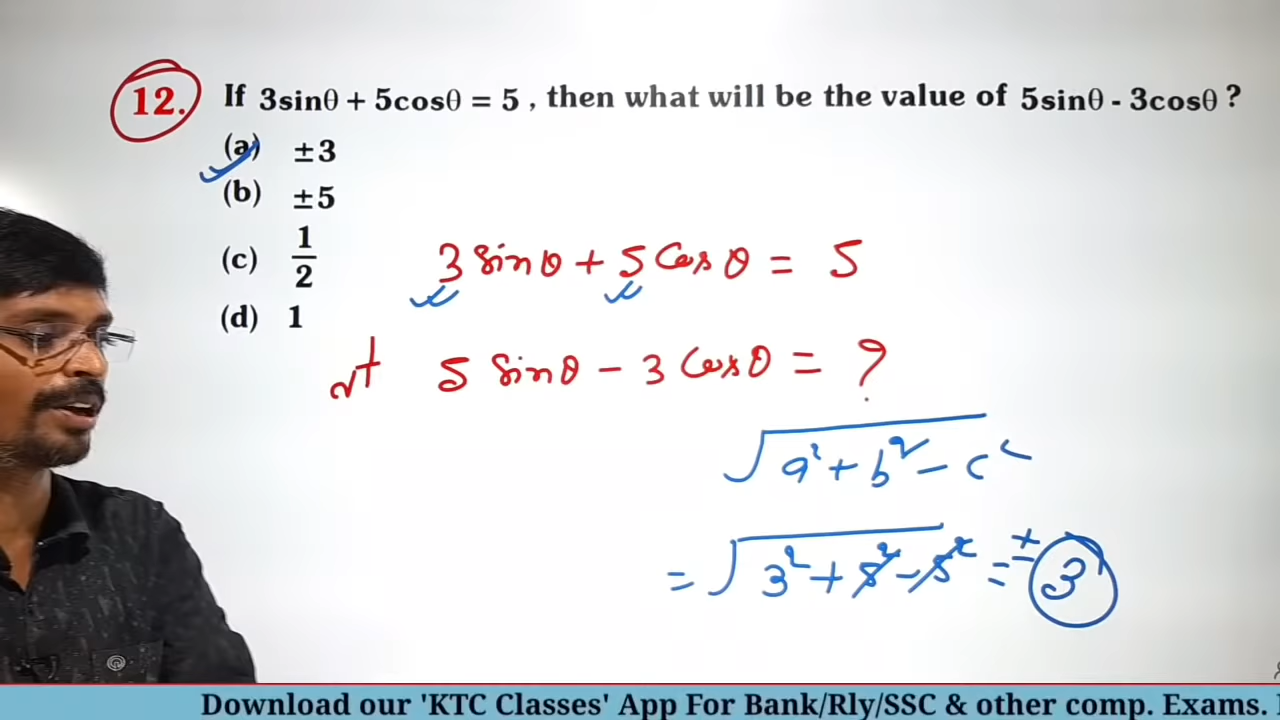 12. If 3sinθ + 5cosθ = 5 , then what will be the value of 5sinθ - 3cosθ ?
(a) ±3
(b) ±5
(c) 1/2
(d) 1
3 sinθ + 5 cosθ = 5
5 sinθ - 3 cosθ = ?
√a² + b² - c²
= √3² + 5² - 5² = ± 3
Download our 'KTC Classes' App For Bank/Rly/SSC & other comp. Exams.